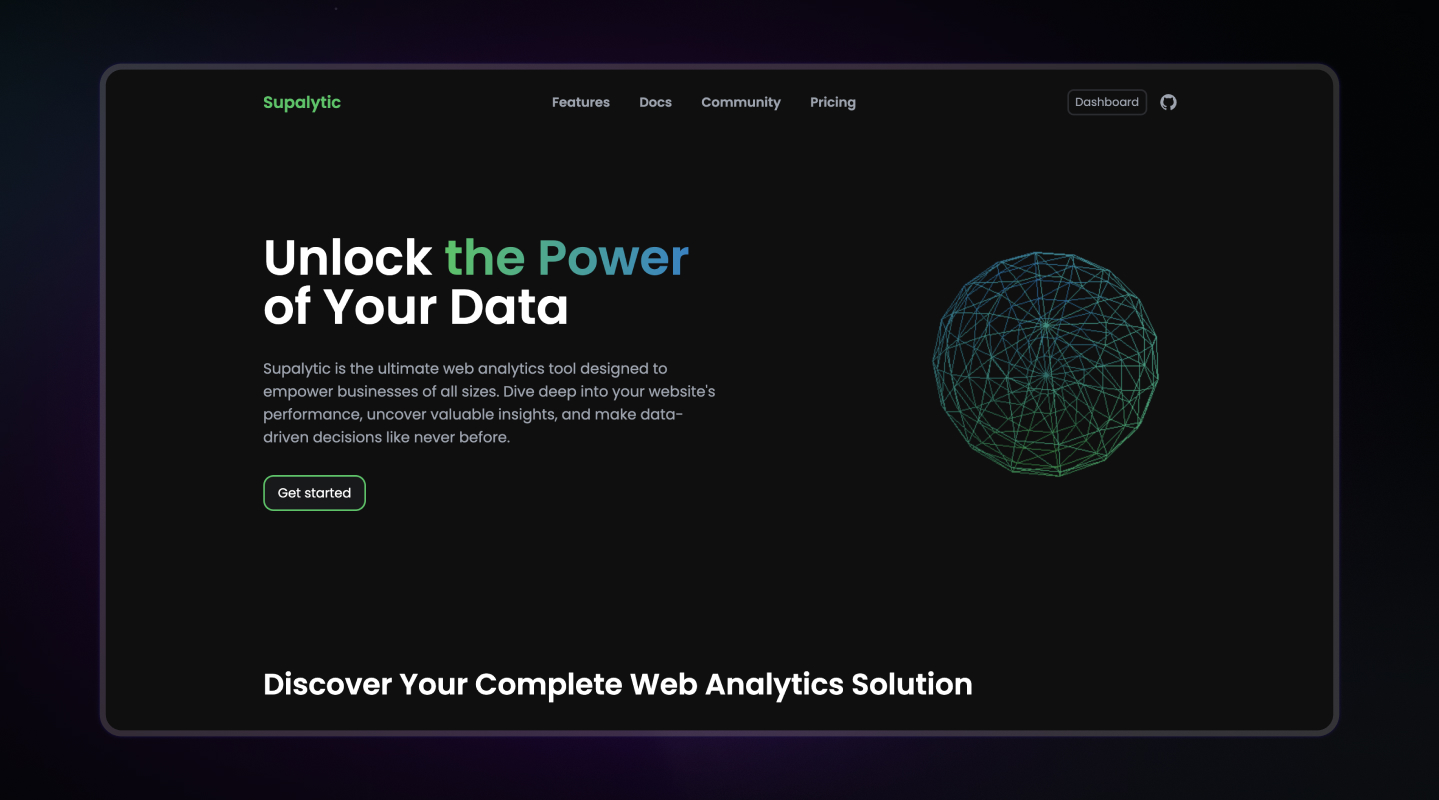 Supalytic
Features
Docs
Community
Pricing
Dashboard
Unlock the Power
of Your Data
Supalytic is the ultimate web analytics tool designed to
empower businesses of all sizes. Dive deep into your website's
performance, uncover valuable insights, and make data-
driven decisions like never before.
Get started
Discover Your Complete Web Analytics Solution